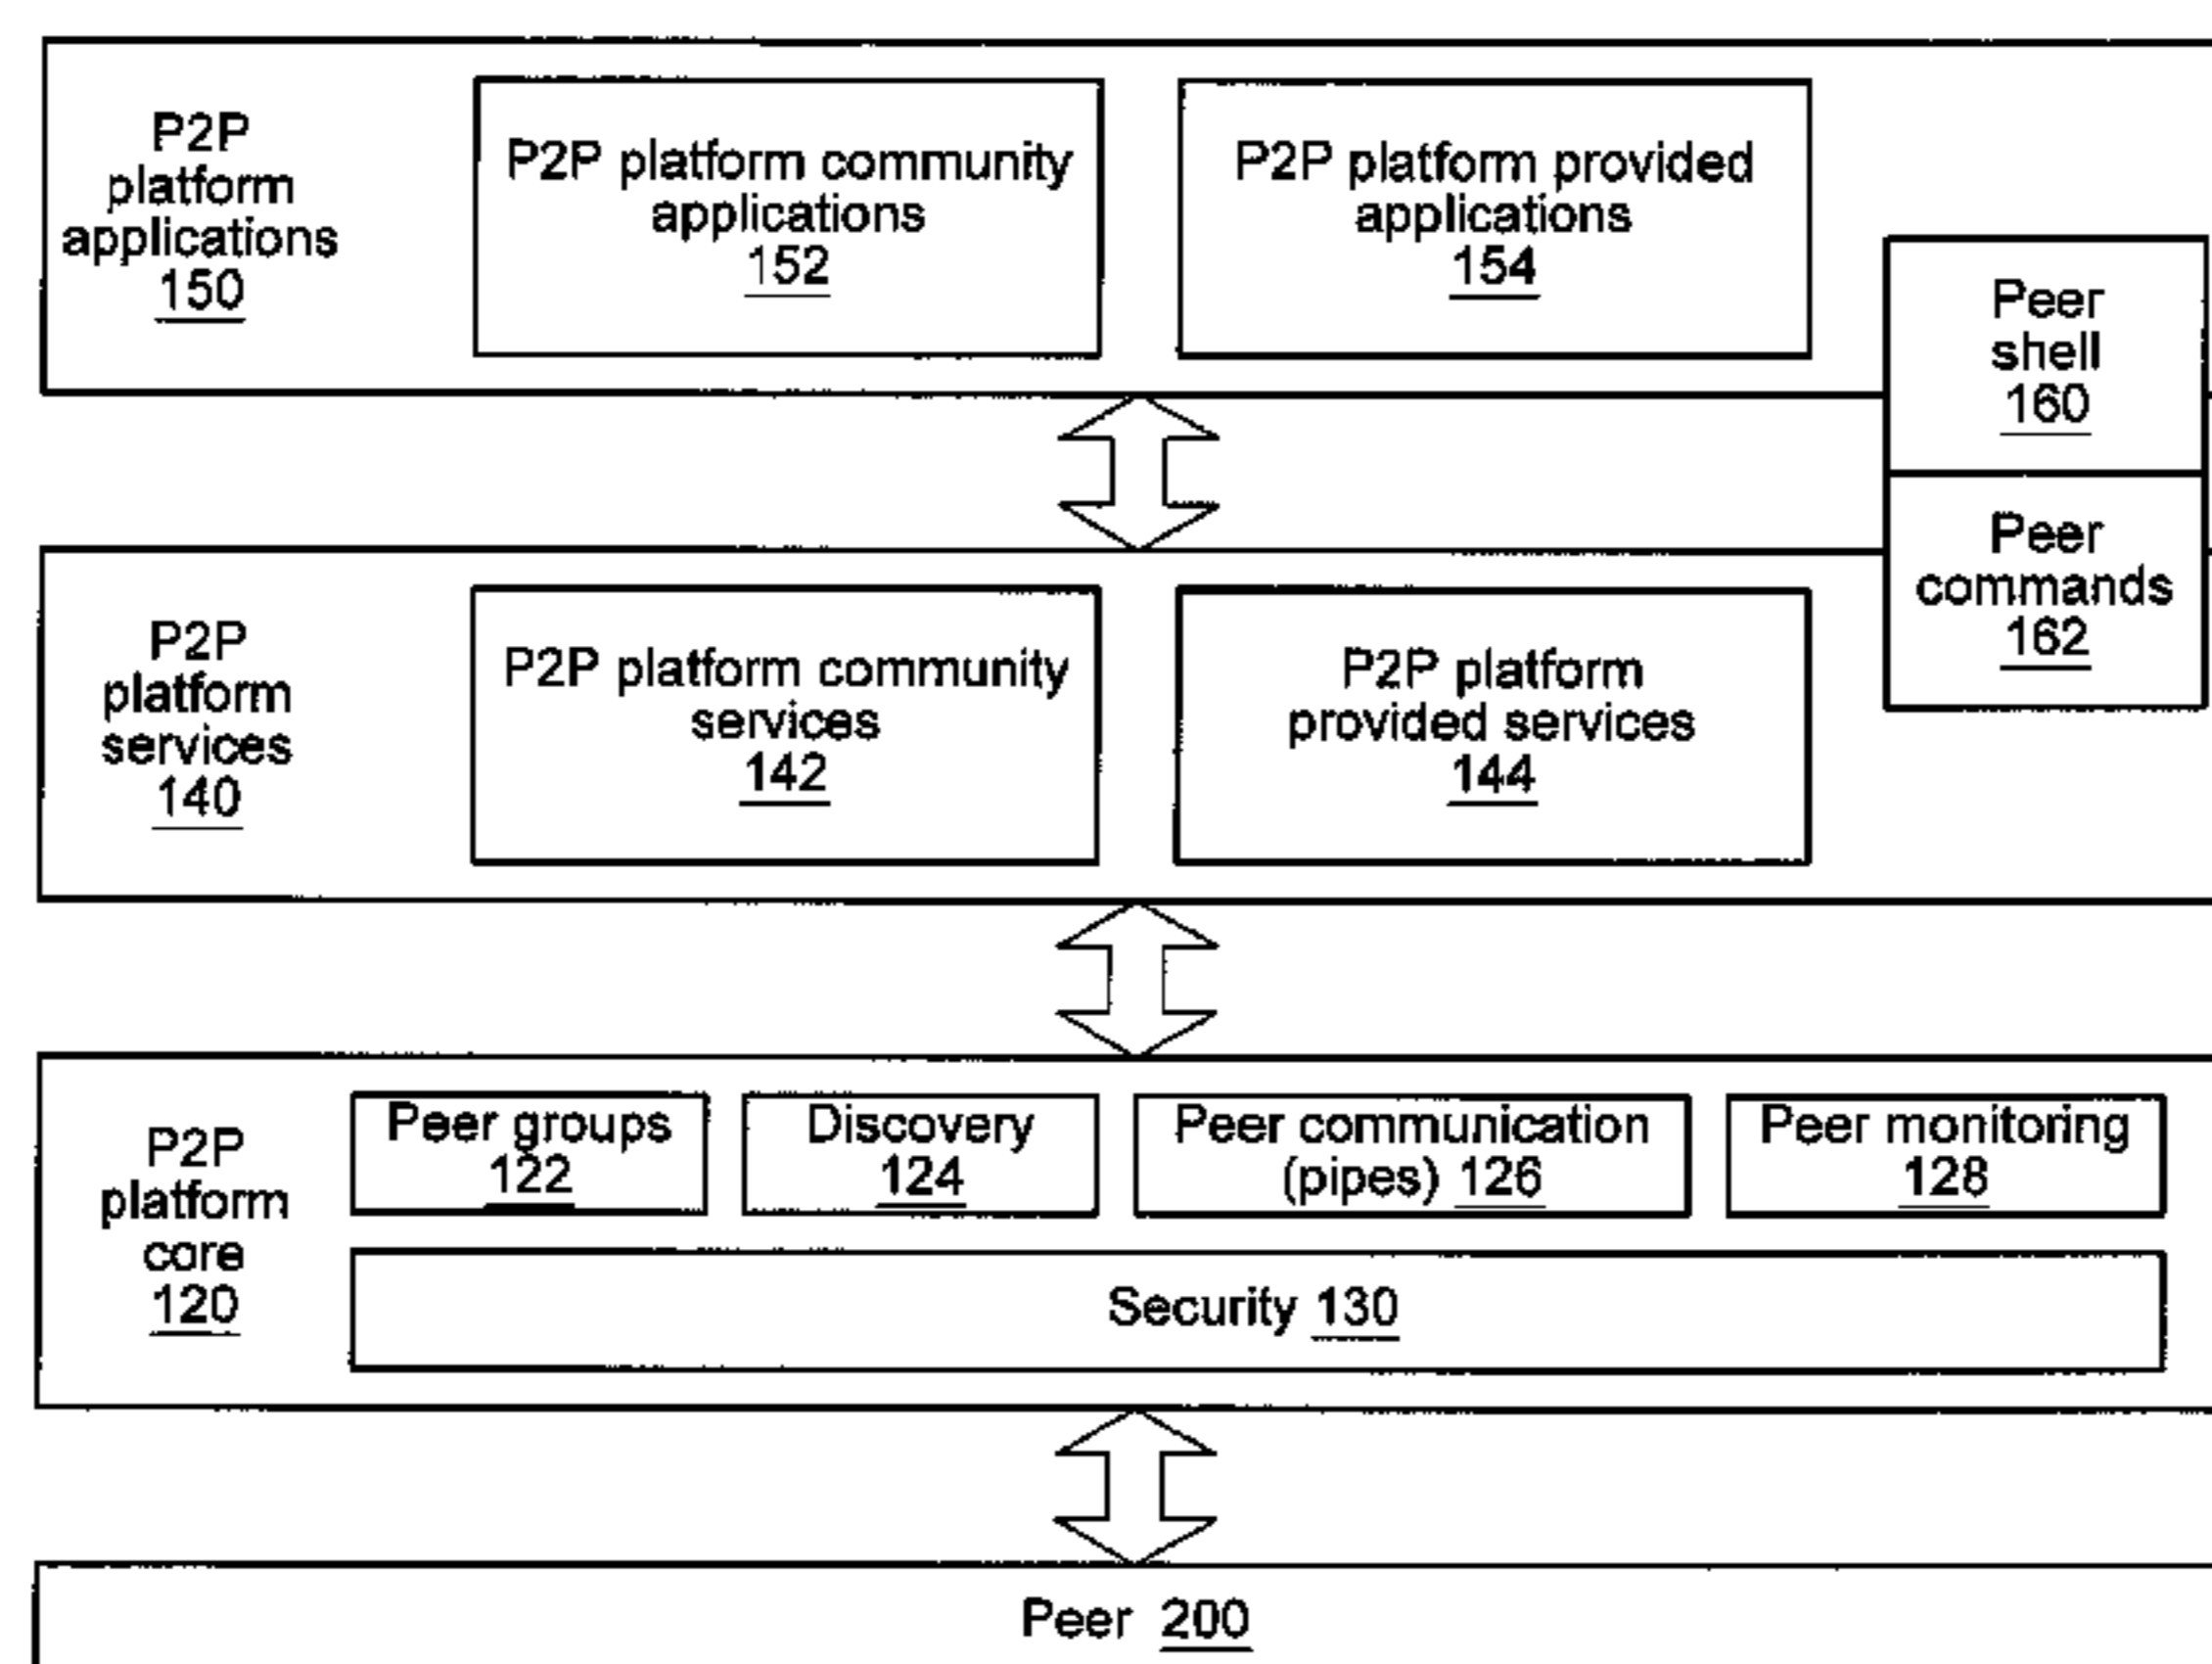 P2P
platform
applications
150
P2P platform community
applications
152
P2P platform provided
applications
154
Peer
shell
160
Peer
commands
162
P2P
platform
services
140
P2P platform community
services
142
P2P platform
provided services
144
P2P
platform
core
120
Peer groups
122
Discovery
124
Peer communication
(pipes) 126
Peer monitoring
128
Security 130
Peer 200